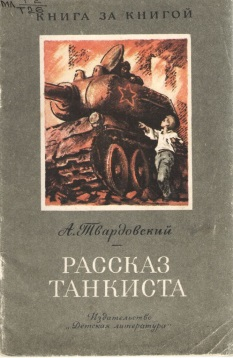 КНИГА ЗА КНИГОЙ
А. Твардовский
РАССКАЗ
ТАНКИСТА
Издательство
„Детская литература"